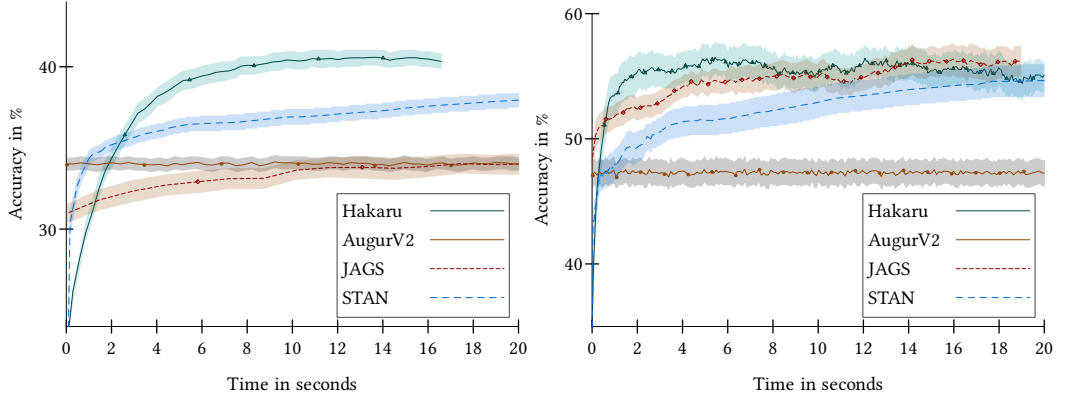 40
30
Accuracy in %
Hakaru
AugurV2
JAGS
STAN
0 2 4 6 8 10 12 14 16 18 20
Time in seconds
60
50
40
Accuracy in %
Hakaru
AugurV2
JAGS
STAN
0 2 4 6 8 10 12 14 16 18 20
Time in seconds